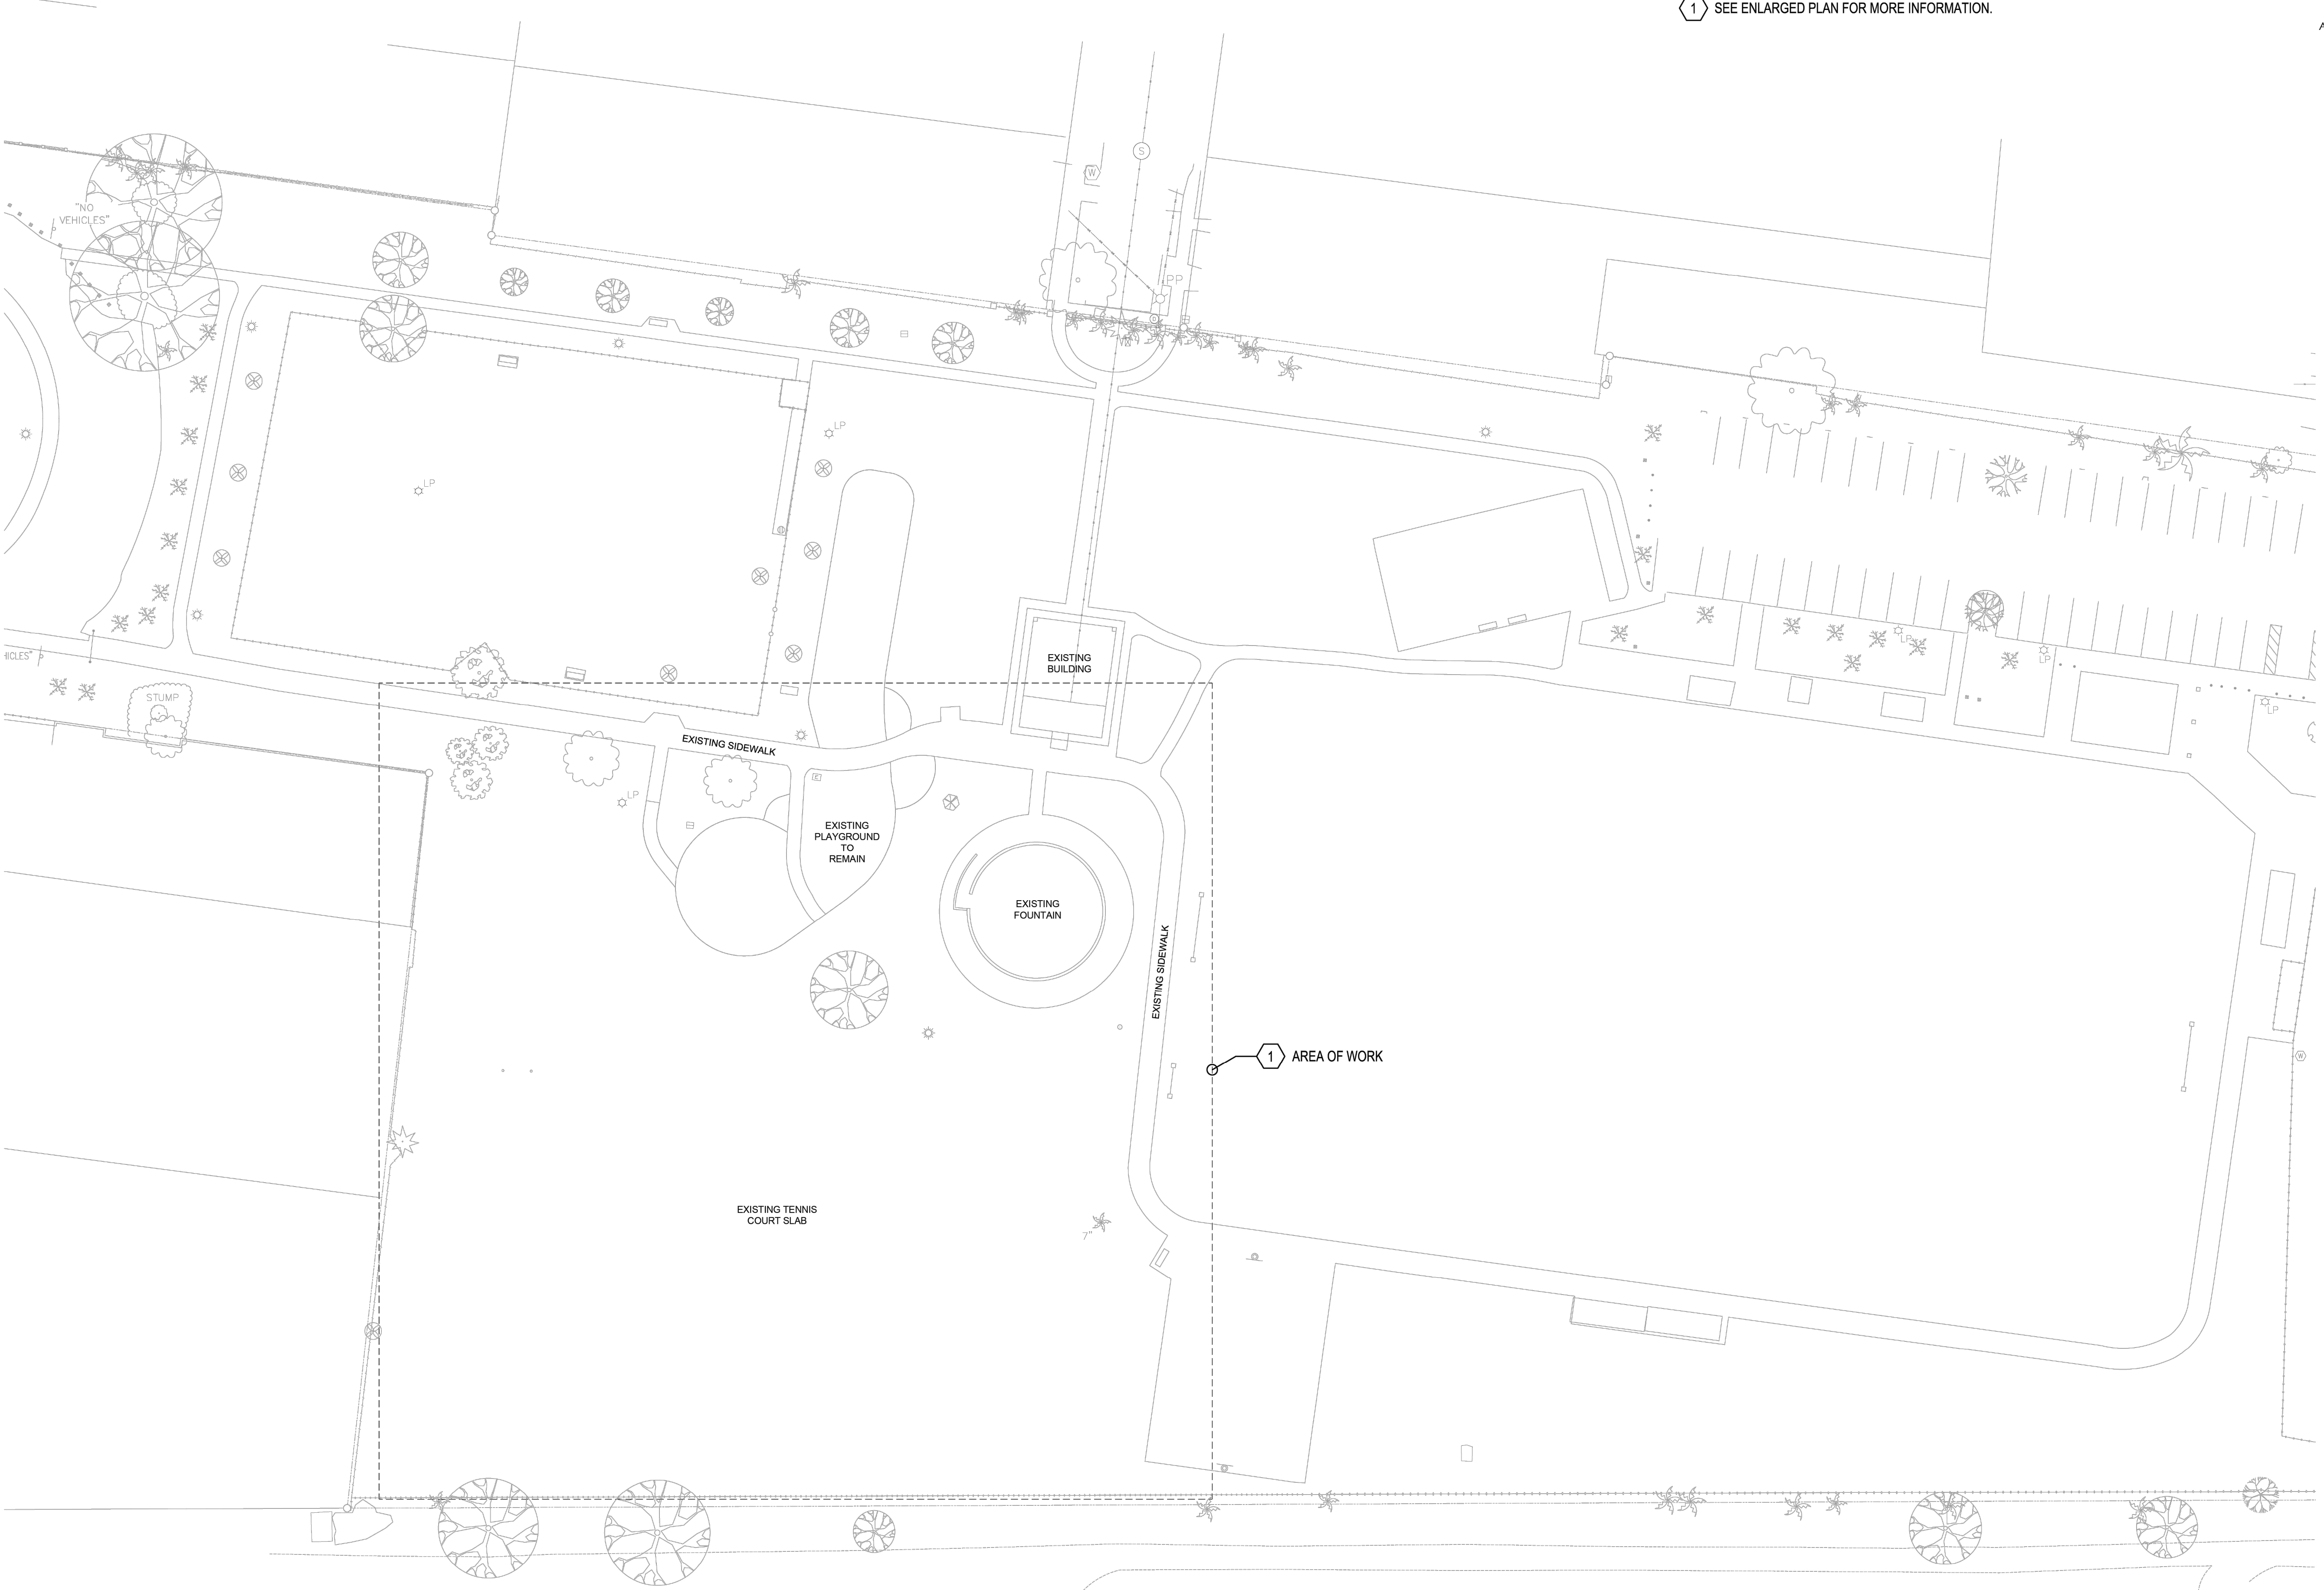 1 SEE ENLARGED PLAN FOR MORE INFORMATION.
A
S
W
"NO
VEHICLES"
PP
LP
LP
HICLES"
STUMP
EXISTING
BUILDING
LP
LP
LP
EXISTING SIDEWALK
E
LP
EXISTING
PLAYGROUND
TO
REMAIN
EXISTING
FOUNTAIN
EXISTING SIDEWALK
1 AREA OF WORK
W
EXISTING TENNIS
COURT SLAB
7"